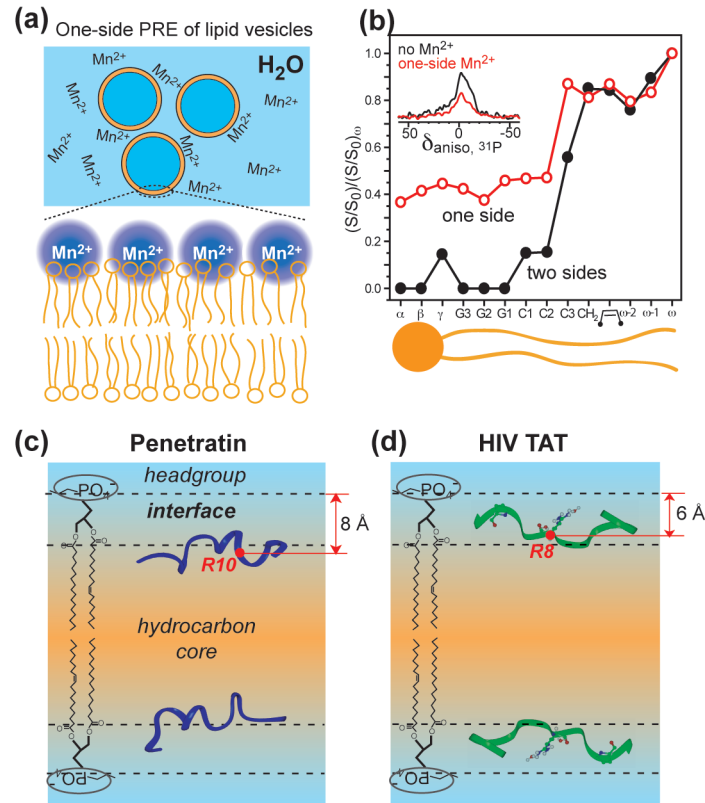 (a)
One-side PRE of lipid vesicles
H₂O
Mn²⁺
Mn²⁺
Mn²⁺
Mn²⁺
Mn²⁺
Mn²⁺
Mn²⁺
Mn²⁺
Mn²⁺
Mn²⁺
Mn²⁺
Mn²⁺
Mn²⁺ Mn²⁺ Mn²⁺ Mn²⁺
(b)
(S/S₀)/(S/S₀)ω
1.0
0.8
0.6
0.4
0.2
0.0
no Mn²⁺
one-side Mn²⁺
50 0 -50
δaniso, ³¹P
one side
two sides
α β γ G3 G2 G1 C1 C2 C3 CH₂ ω-2 ω-1 ω
(c) Penetratin
PO₄⁻
headgroup
interface
8 Å
R10
O O
O O
hydrocarbon
core
O O
O O
PO₄⁻
(d) HIV TAT
PO₄⁻
6 Å
R8
O O
O O
O O
O O
PO₄⁻